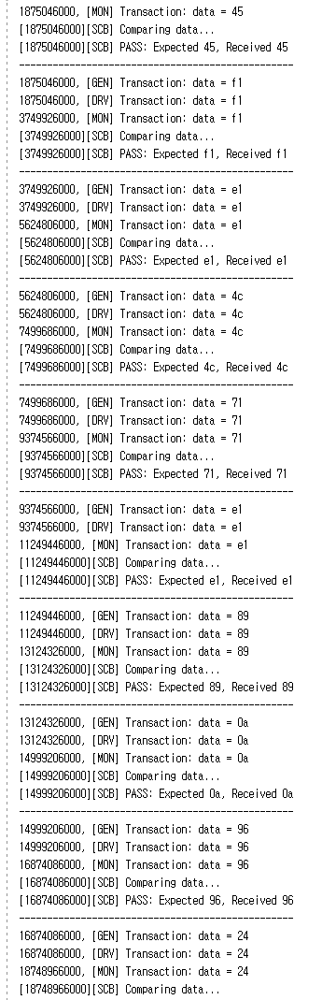 1875046000, [MON] Transaction: data = 45
[1875046000][SCB] Comparing data...
[1875046000][SCB] PASS: Expected 45, Received 45
---------------------------------------------
1875046000, [GEN] Transaction: data = f1
1875046000, [DRV] Transaction: data = f1
3749926000, [MON] Transaction: data = f1
[3749926000][SCB] Comparing data...
[3749926000][SCB] PASS: Expected f1, Received f1
---------------------------------------------
3749926000, [GEN] Transaction: data = e1
3749926000, [DRV] Transaction: data = e1
5624806000, [MON] Transaction: data = e1
[5624806000][SCB] Comparing data...
[5624806000][SCB] PASS: Expected e1, Received e1
---------------------------------------------
5624806000, [GEN] Transaction: data = 4c
5624806000, [DRV] Transaction: data = 4c
7499686000, [MON] Transaction: data = 4c
[7499686000][SCB] Comparing data...
[7499686000][SCB] PASS: Expected 4c, Received 4c
---------------------------------------------
7499686000, [GEN] Transaction: data = 71
7499686000, [DRV] Transaction: data = 71
9374566000, [MON] Transaction: data = 71
[9374566000][SCB] Comparing data...
[9374566000][SCB] PASS: Expected 71, Received 71
---------------------------------------------
9374566000, [GEN] Transaction: data = e1
9374566000, [DRV] Transaction: data = e1
11249446000, [MON] Transaction: data = e1
[11249446000][SCB] Comparing data...
[11249446000][SCB] PASS: Expected e1, Received e1
---------------------------------------------
11249446000, [GEN] Transaction: data = 89
11249446000, [DRV] Transaction: data = 89
13124326000, [MON] Transaction: data = 89
[13124326000][SCB] Comparing data...
[13124326000][SCB] PASS: Expected 89, Received 89
---------------------------------------------
13124326000, [GEN] Transaction: data = 0a
13124326000, [DRV] Transaction: data = 0a
14999206000, [MON] Transaction: data = 0a
[14999206000][SCB] Comparing data...
[14999206000][SCB] PASS: Expected 0a, Received 0a
---------------------------------------------
14999206000, [GEN] Transaction: data = 96
14999206000, [DRV] Transaction: data = 96
16874086000, [MON] Transaction: data = 96
[16874086000][SCB] Comparing data...
[16874086000][SCB] PASS: Expected 96, Received 96
---------------------------------------------
16874086000, [GEN] Transaction: data = 24
16874086000, [DRV] Transaction: data = 24
18748966000, [MON] Transaction: data = 24
[18748966000][SCB] Comparing data...